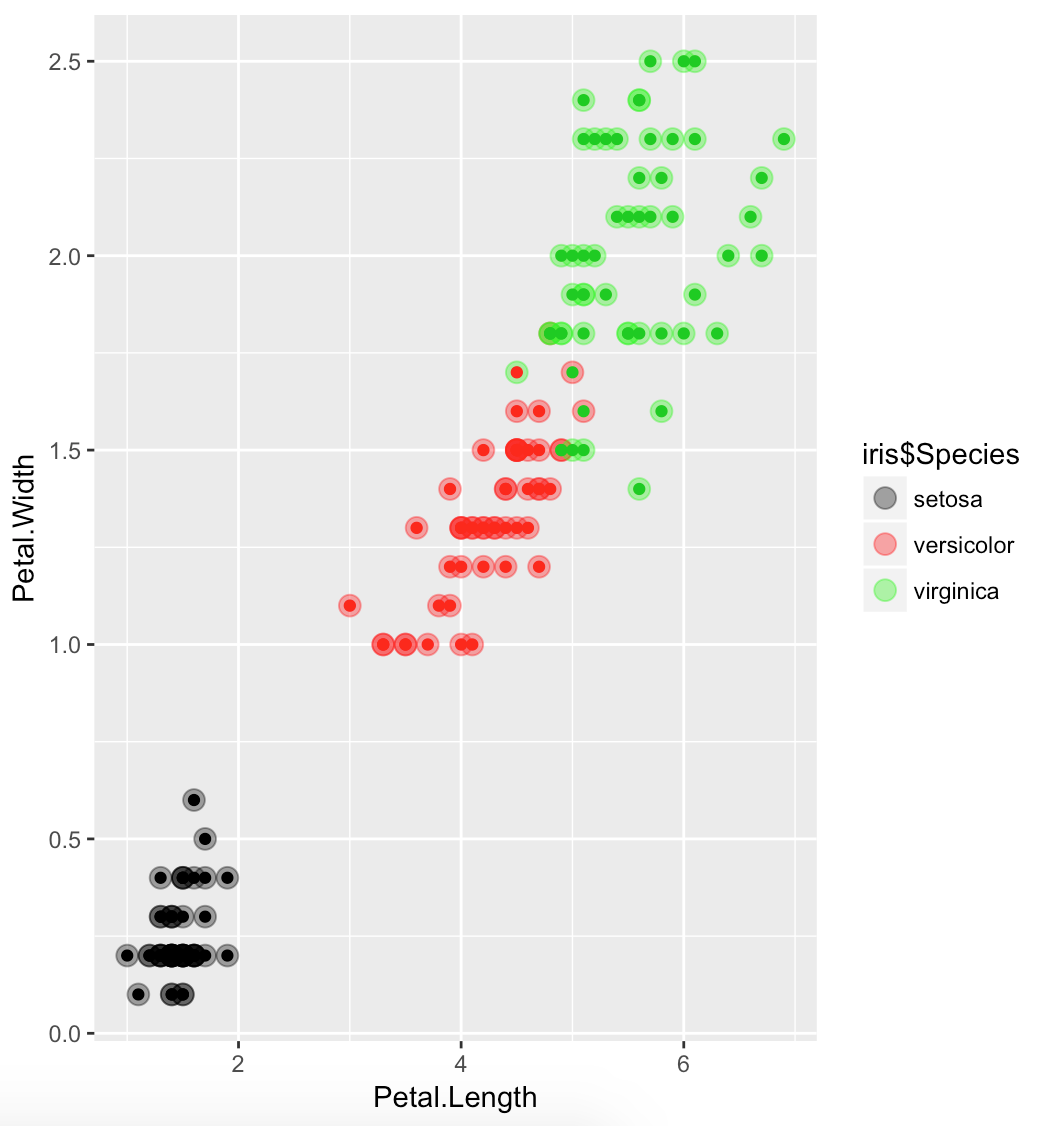 2.5
2.0
1.5
1.0
0.5
0.0
Petal.Width
2 4 6
Petal.Length
iris$Species
setosa
versicolor
virginica